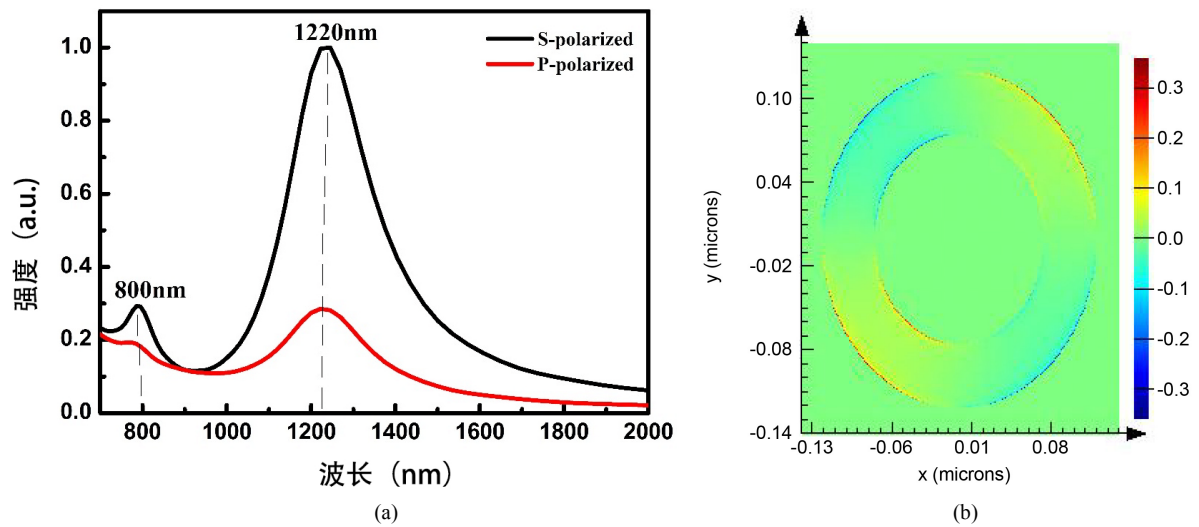 1220nm
S-polarized
P-polarized
800nm
强度（a.u.）
1.0
0.8
0.6
0.4
0.2
0.0
800 1000 1200 1400 1600 1800 2000
波长（nm）
(a)
y (microns)
0.10
0.04
-0.02
-0.08
-0.14
-0.13 -0.06 0.01 0.08
x (microns)
0.3
0.2
0.1
0.0
-0.1
-0.2
-0.3
(b)